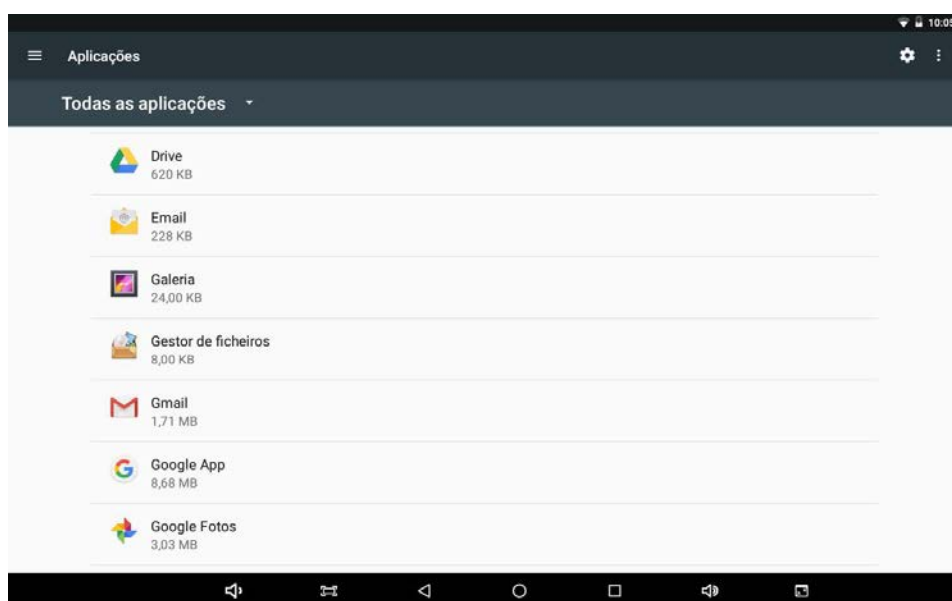 10:05
Aplicações
Todas as aplicações
Drive
620 KB
Email
228 KB
Galeria
24,00 KB
Gestor de ficheiros
8,00 KB
Gmail
1,71 MB
Google App
8,68 MB
Google Fotos
3,03 MB